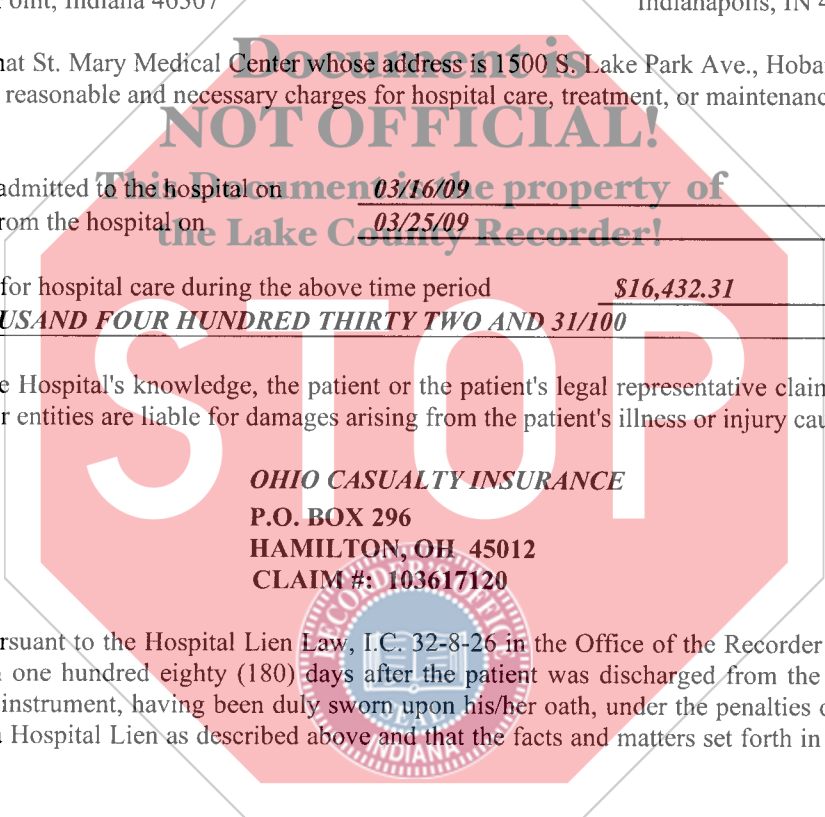 Point, Indiana 46307
Indianapolis, IN 4
hat St. Mary Medical Center whose address is 1500 S. Lake Park Ave., Hoba
reasonable and necessary charges for hospital care, treatment, or maintenanc
Document is
NOT OFFICIAL!
This Document is the property of
the Lake County Recorder!
admitted to the hospital on 03/16/09
rom the hospital on 03/25/09
for hospital care during the above time period $16,432.31
USAND FOUR HUNDRED THIRTY TWO AND 31/100
STOP
e Hospital's knowledge, the patient or the patient's legal representative claim
r entities are liable for damages arising from the patient's illness or injury cau
OHIO CASUALTY INSURANCE
P.O. BOX 296
HAMILTON, OH 45012
CLAIM #: 103617120
rsuant to the Hospital Lien Law, I.C. 32-8-26 in the Office of the Recorder
one hundred eighty (180) days after the patient was discharged from the
instrument, having been duly sworn upon his/her oath, under the penalties o
Hospital Lien as described above and that the facts and matters set forth in
RECORDER'S OFFICE
SEAL
INDIANA